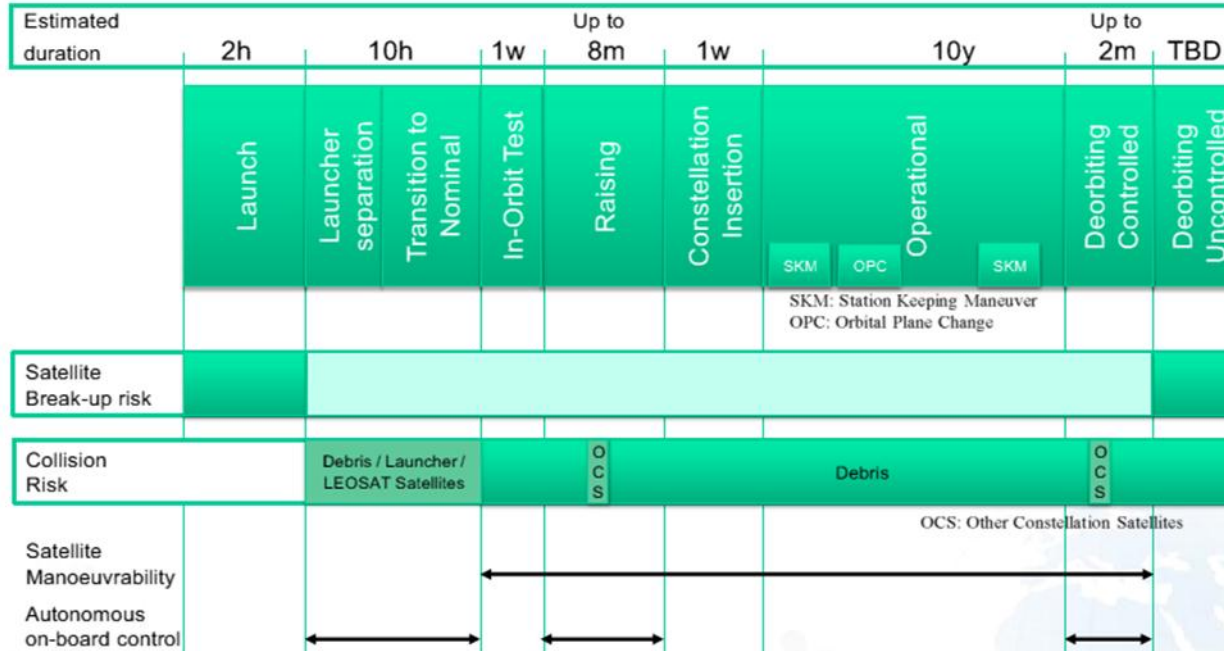 Estimated
duration
2h
10h
1w
Up to
8m
1w
10y
Up to
2m
TBD
Launch
Launcher
separation
Transition to
Nominal
In-Orbit Test
Raising
Constellation
Insertion
Operational
Deorbiting
Controlled
Deorbiting
Uncontrolled
SKM
OPC
SKM
SKM: Station Keeping Maneuver
OPC: Orbital Plane Change
Satellite
Break-up risk
Collision
Risk
Debris / Launcher /
LEOSAT Satellites
OCS
Debris
OCS
OCS: Other Constellation Satellites
Satellite
Manoeuvrability
Autonomous
on-board control